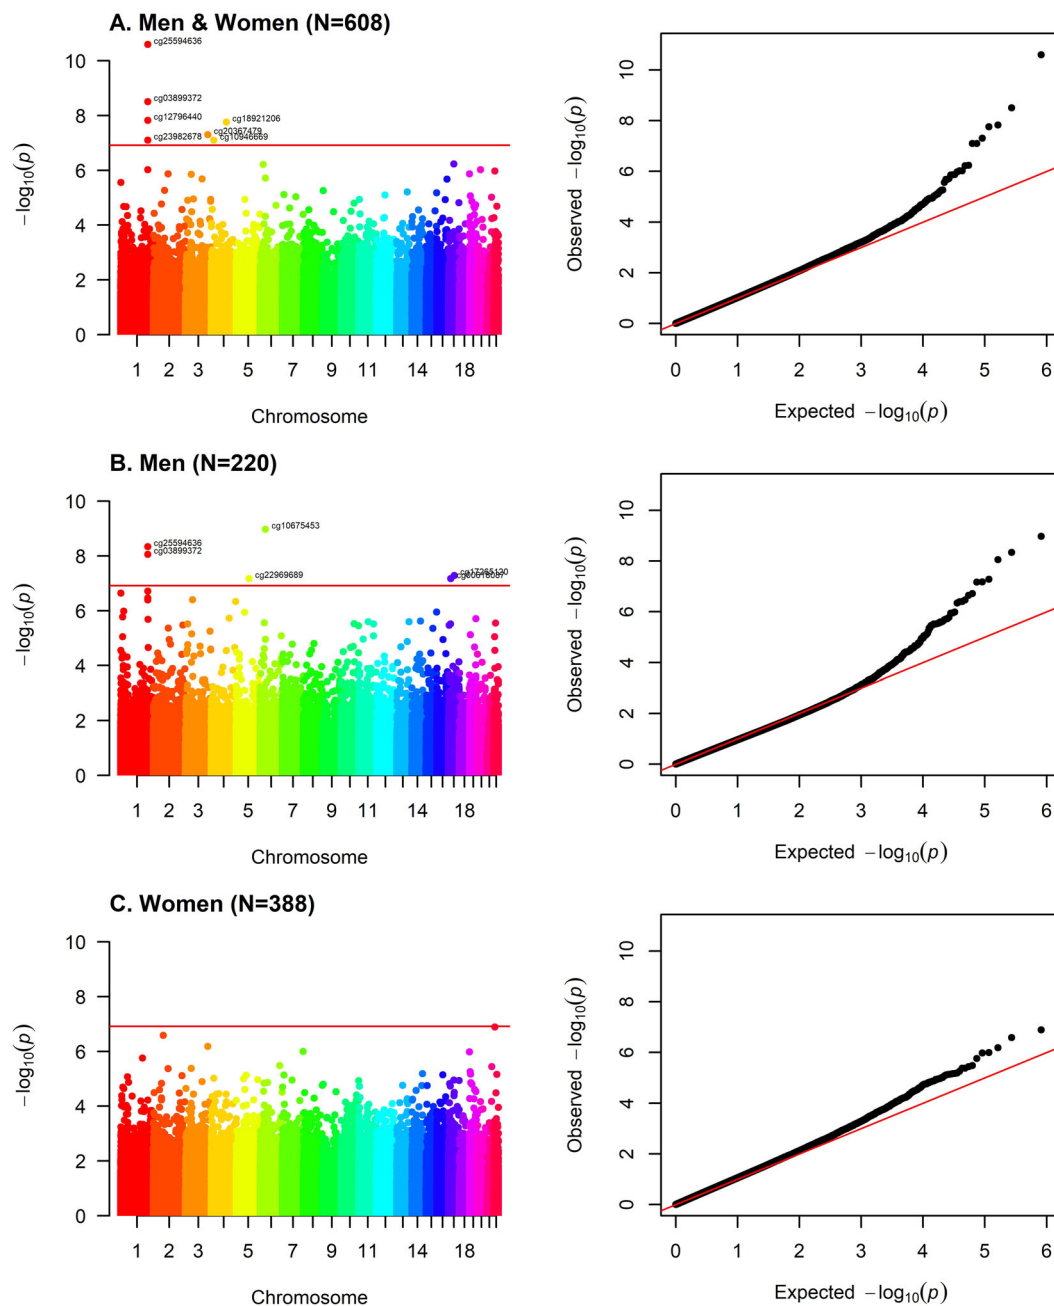 A. Men & Women (N=608)
cg25594636
cg03899372
cg12796440
cg18921206
cg20367479
cg23982678
cg10946669
−log10(p)
10
8
6
4
2
0
1 2 3 5 7 9 11 14 18
Chromosome
Observed −log10(p)
10
8
6
4
2
0
0 1 2 3 4 5 6
Expected −log10(p)
B. Men (N=220)
cg10675453
cg25594636
cg03899372
cg22969689
cg17265120
−log10(p)
10
8
6
4
2
0
1 2 3 5 7 9 11 14 18
Chromosome
Observed −log10(p)
10
8
6
4
2
0
0 1 2 3 4 5 6
Expected −log10(p)
C. Women (N=388)
−log10(p)
10
8
6
4
2
0
1 2 3 5 7 9 11 14 18
Chromosome
Observed −log10(p)
10
8
6
4
2
0
0 1 2 3 4 5 6
Expected −log10(p)